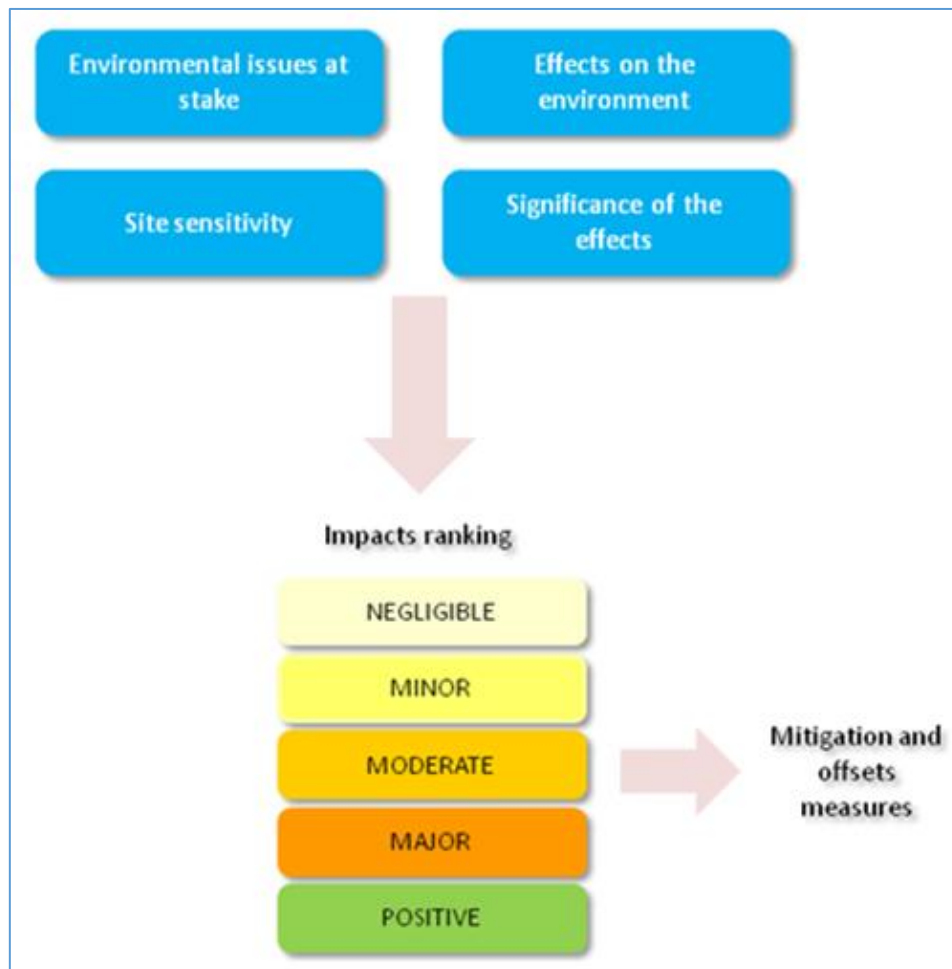 Environmental issues at
stake
Effects on the
environment
Site sensitivity
Significance of the
effects
Impacts ranking
NEGLIGIBLE
MINOR
MODERATE
MAJOR
POSITIVE
Mitigation and
offsets
measures